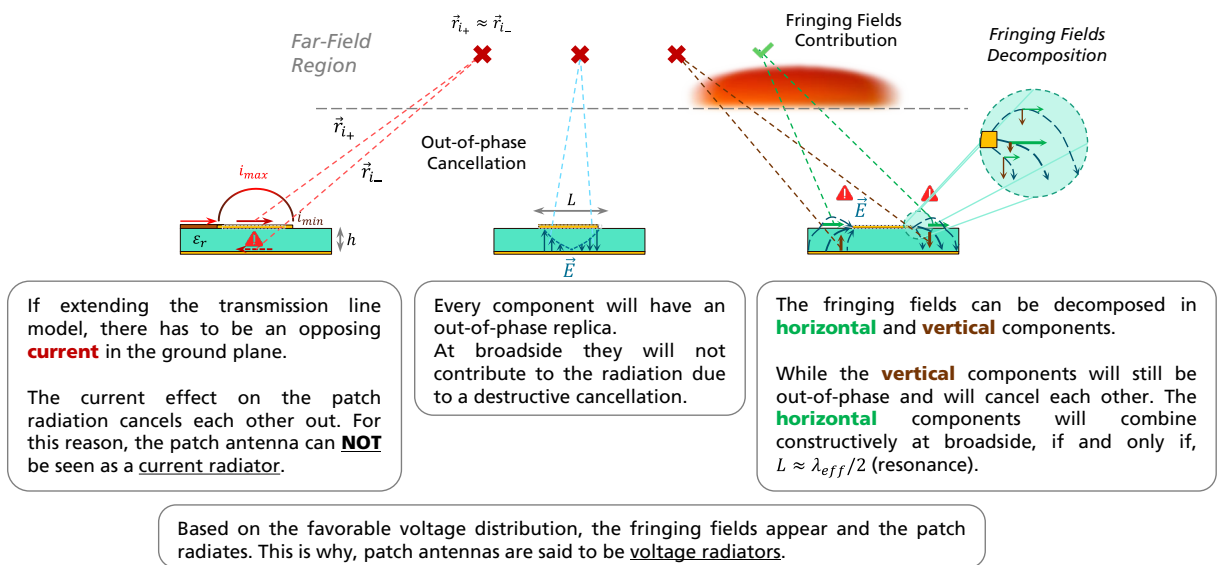 Far-Field
Region
r⃗ᵢ₊ ≈ r⃗ᵢ₋
Fringing Fields
Contribution
Fringing Fields
Decomposition
r⃗ᵢ₊
r⃗ᵢ₋
Out-of-phase
Cancellation
i_max
i_min
ε_r
h
L
E⃗
E⃗
If extending the transmission line
model, there has to be an opposing
current in the ground plane.
The current effect on the patch
radiation cancels each other out. For
this reason, the patch antenna can NOT
be seen as a current radiator.
Every component will have an
out-of-phase replica.
At broadside they will not
contribute to the radiation due
to a destructive cancellation.
The fringing fields can be decomposed in
horizontal and vertical components.
While the vertical components will still be
out-of-phase and will cancel each other. The
horizontal components will combine
constructively at broadside, if and only if,
L ≈ λ_eff/2 (resonance).
Based on the favorable voltage distribution, the fringing fields appear and the patch
radiates. This is why, patch antennas are said to be voltage radiators.